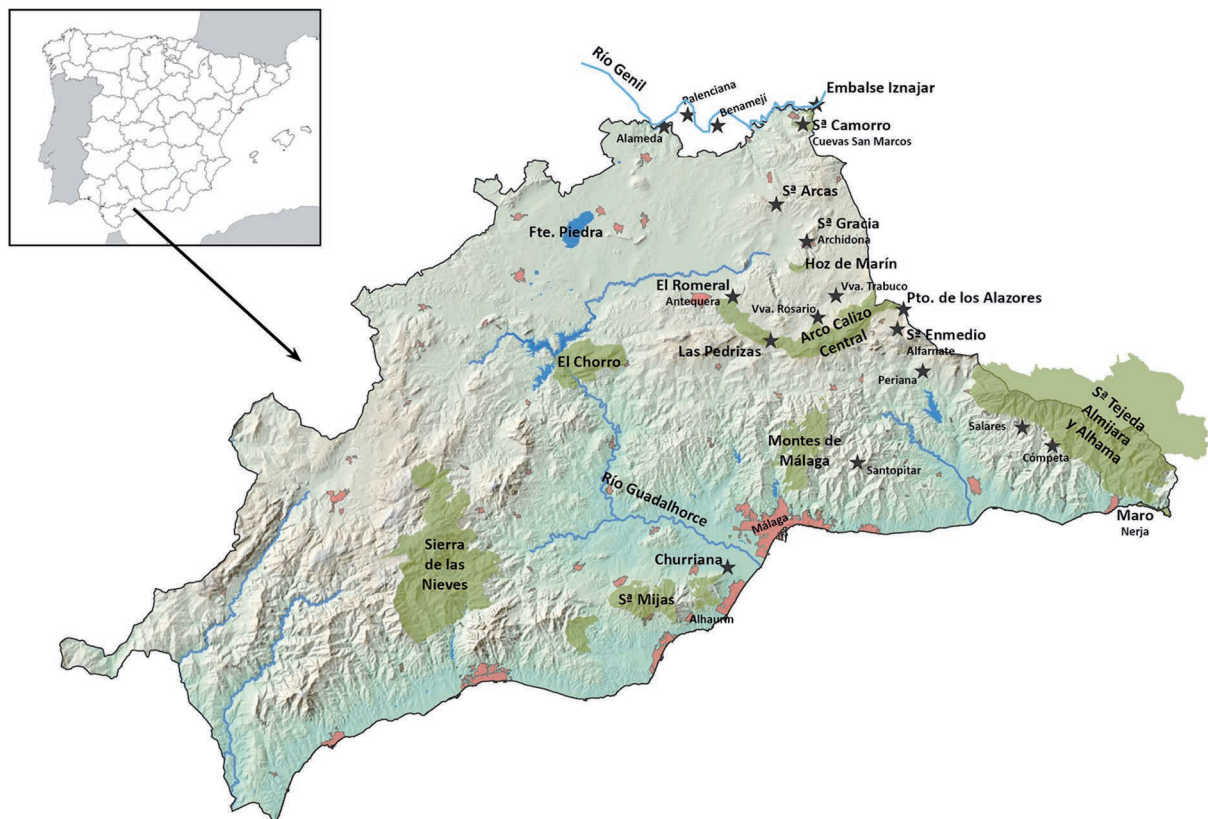 Río Genil
Palenciana
Benamejí
Embalse Iznajar
Alameda
Sª Camorro
Cuevas San Marcos
Sª Arcas
Fte. Piedra
Sª Gracia
Archidona
Hoz de Marín
El Romeral
Antequera
Vva. Trabuco
Vva. Rosario
Pto. de los Alazores
Arco Calizo
Central
Sª Enmedio
Alfarnate
Las Pedrizas
El Chorro
Periana
Sª Tejeda
Almijara
y Alhama
Salares
Cómpeta
Montes de
Málaga
Santopitar
Río Guadalhorce
Málaga
Maro
Nerja
Sierra
de las
Nieves
Churriana
Sª Mijas
Alhaurín